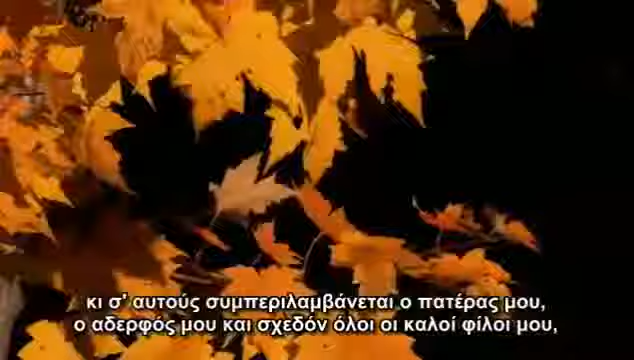 κι σ' αυτούς συμπεριλαμβάνεται ο πατέρας μου,
ο αδερφός μου και σχεδόν όλοι οι καλοί φίλοι μου,